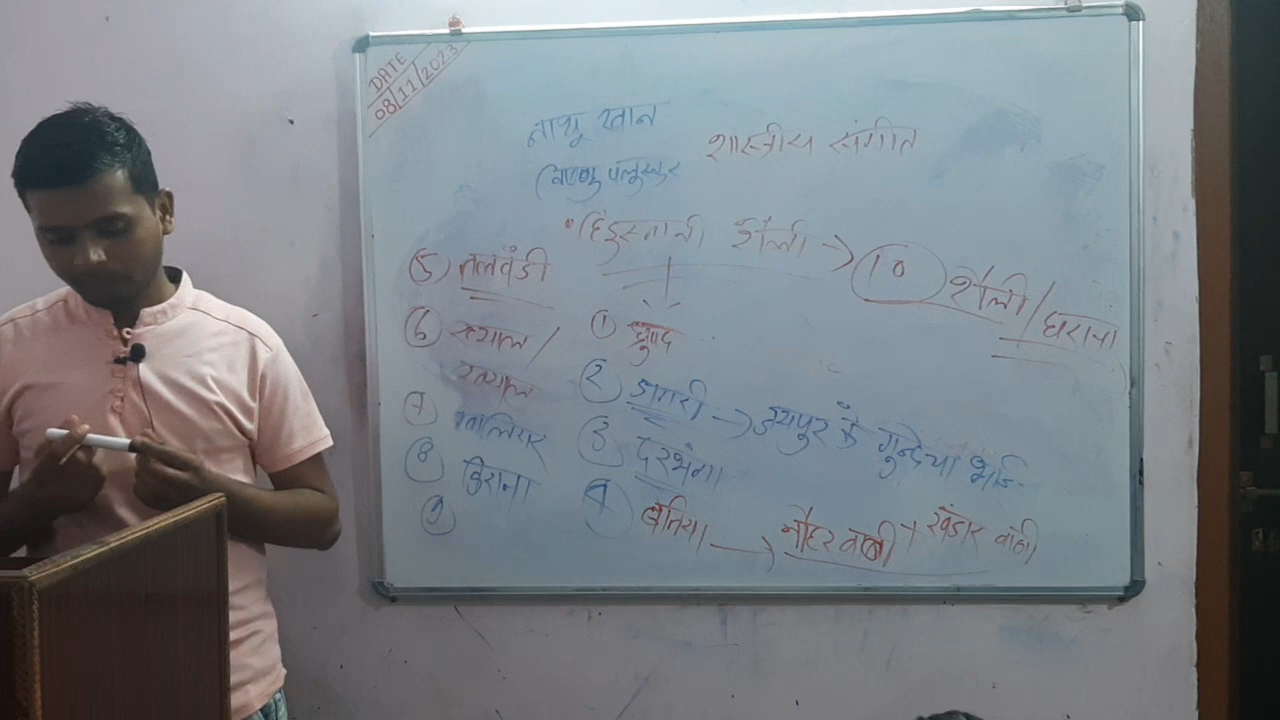 DATE
08/11/2023
नाथू खान
शास्त्रीय संगीत
विष्णु पलुस्कर
हिंदुस्तानी शैली → 10 शैली/घराना
① ध्रुपद
② डागरी → जयपुर के गुन्देचा भाई
③ दरभंगा
④ बेतिया → नौहर वाणी + खंडार वाणी
⑤ तलवंडी
⑥ ख्याल /
ख्याल
⑦ ग्वालियर
⑧ किराना
⑨